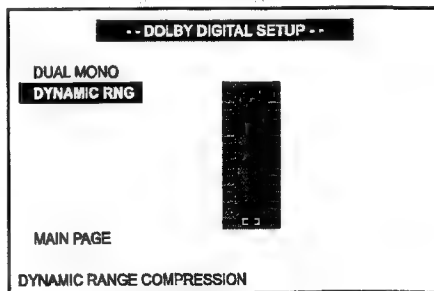 - - DOLBY DIGITAL SETUP - -
DUAL MONO
DYNAMIC RNG
MAIN PAGE
DYNAMIC RANGE COMPRESSION